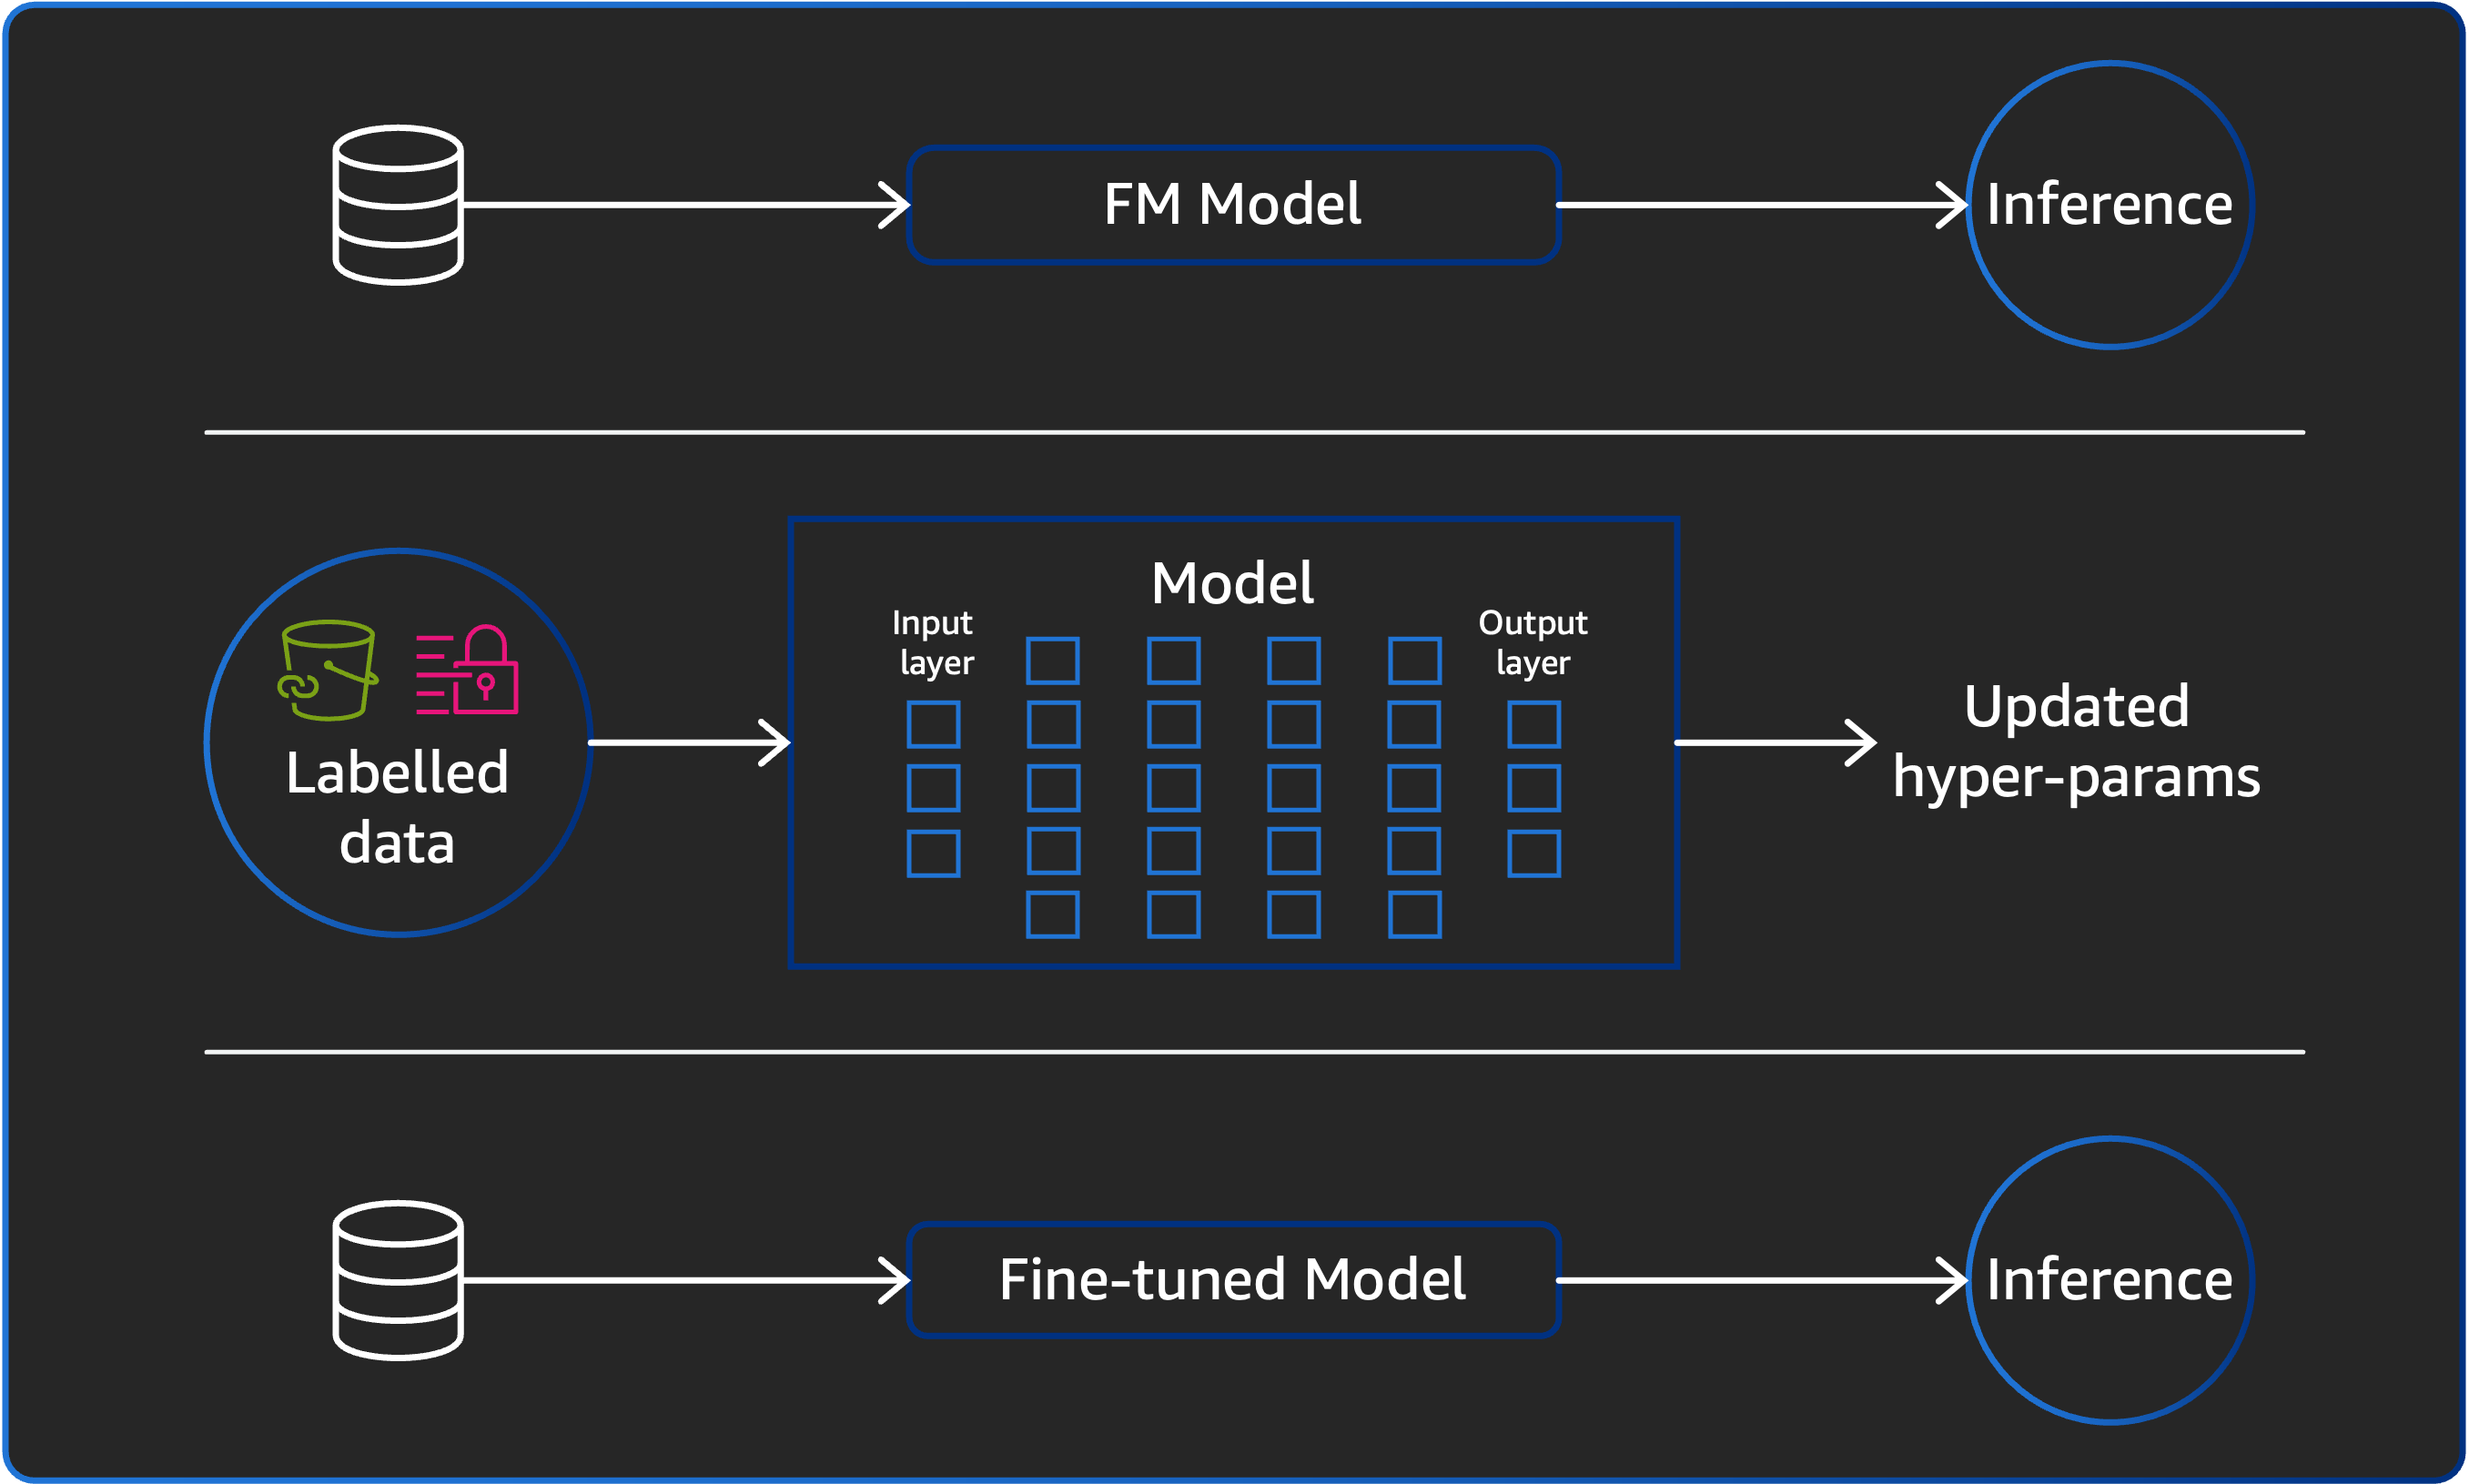 FM Model
Inference
Model
Input
layer
Output
layer
Labelled
data
Updated
hyper-params
Fine-tuned Model
Inference